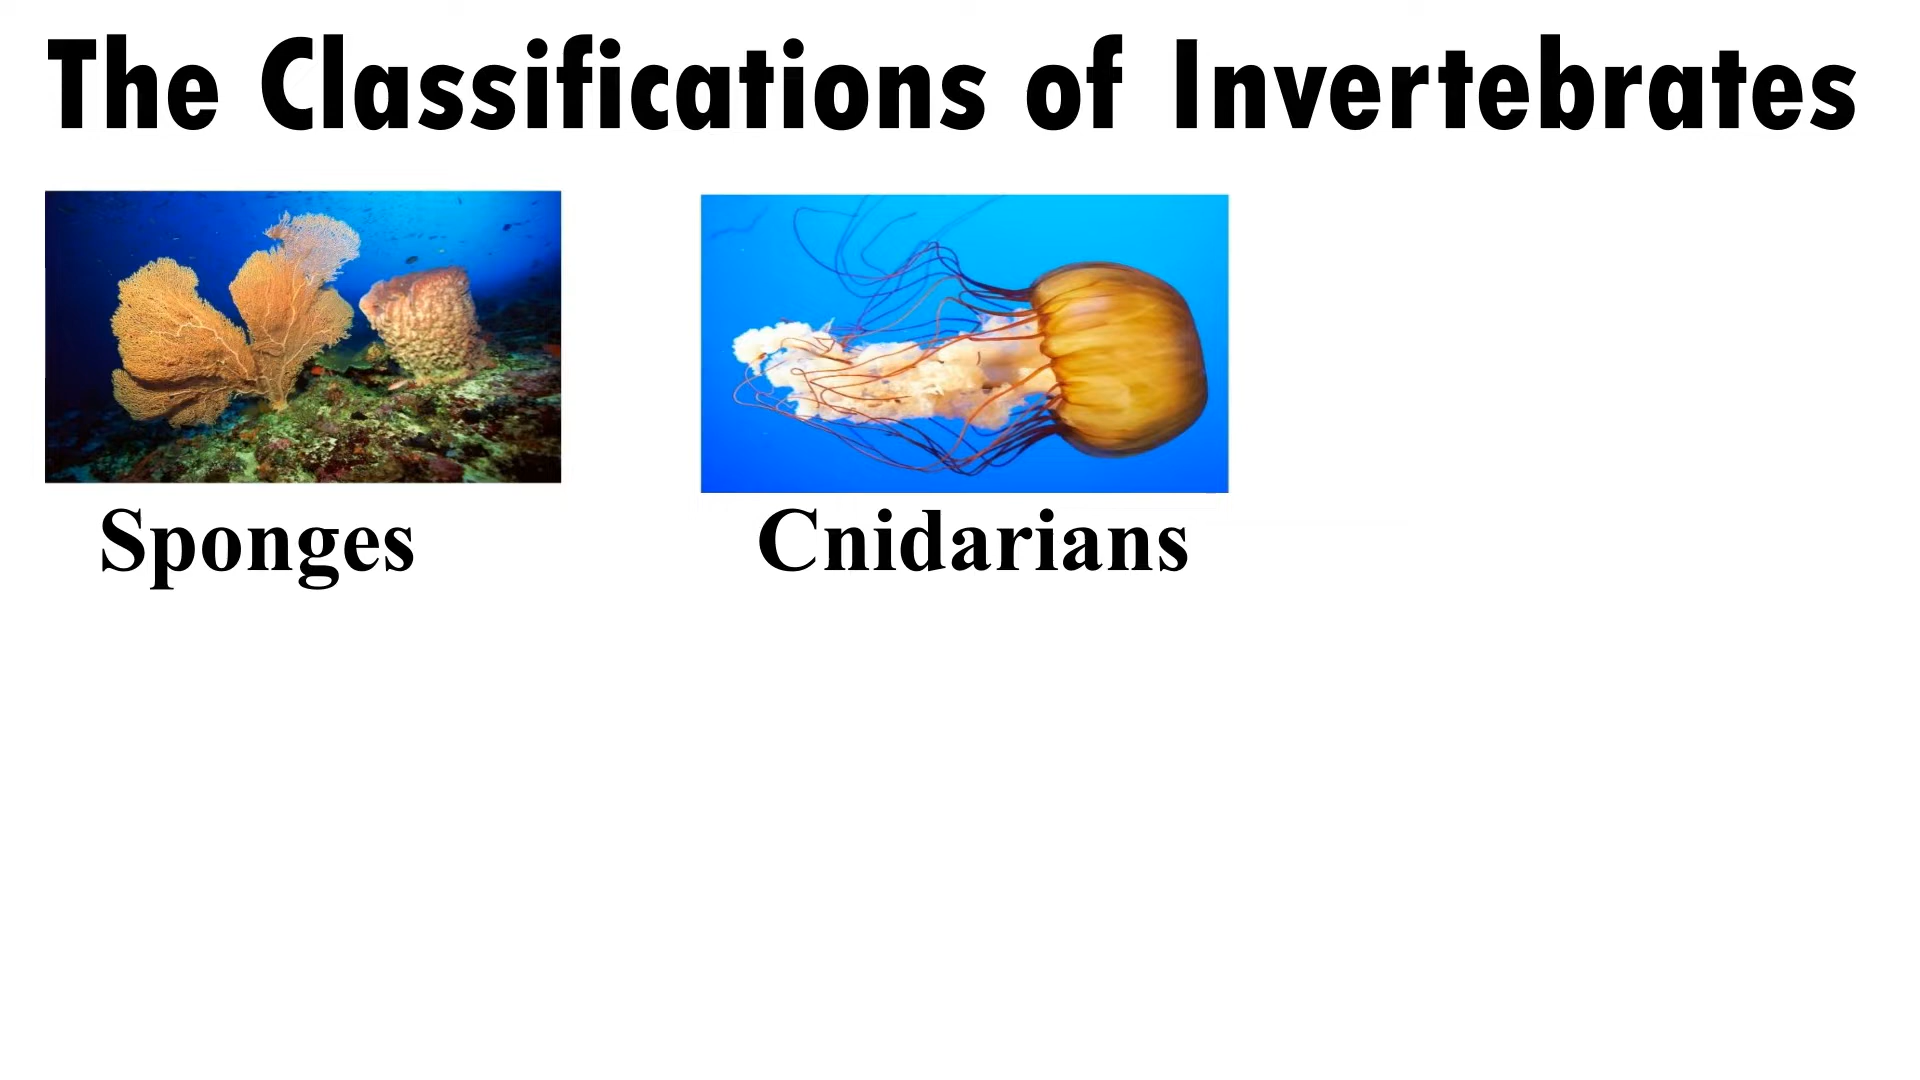 The Classifications of Invertebrates
Sponges
Cnidarians